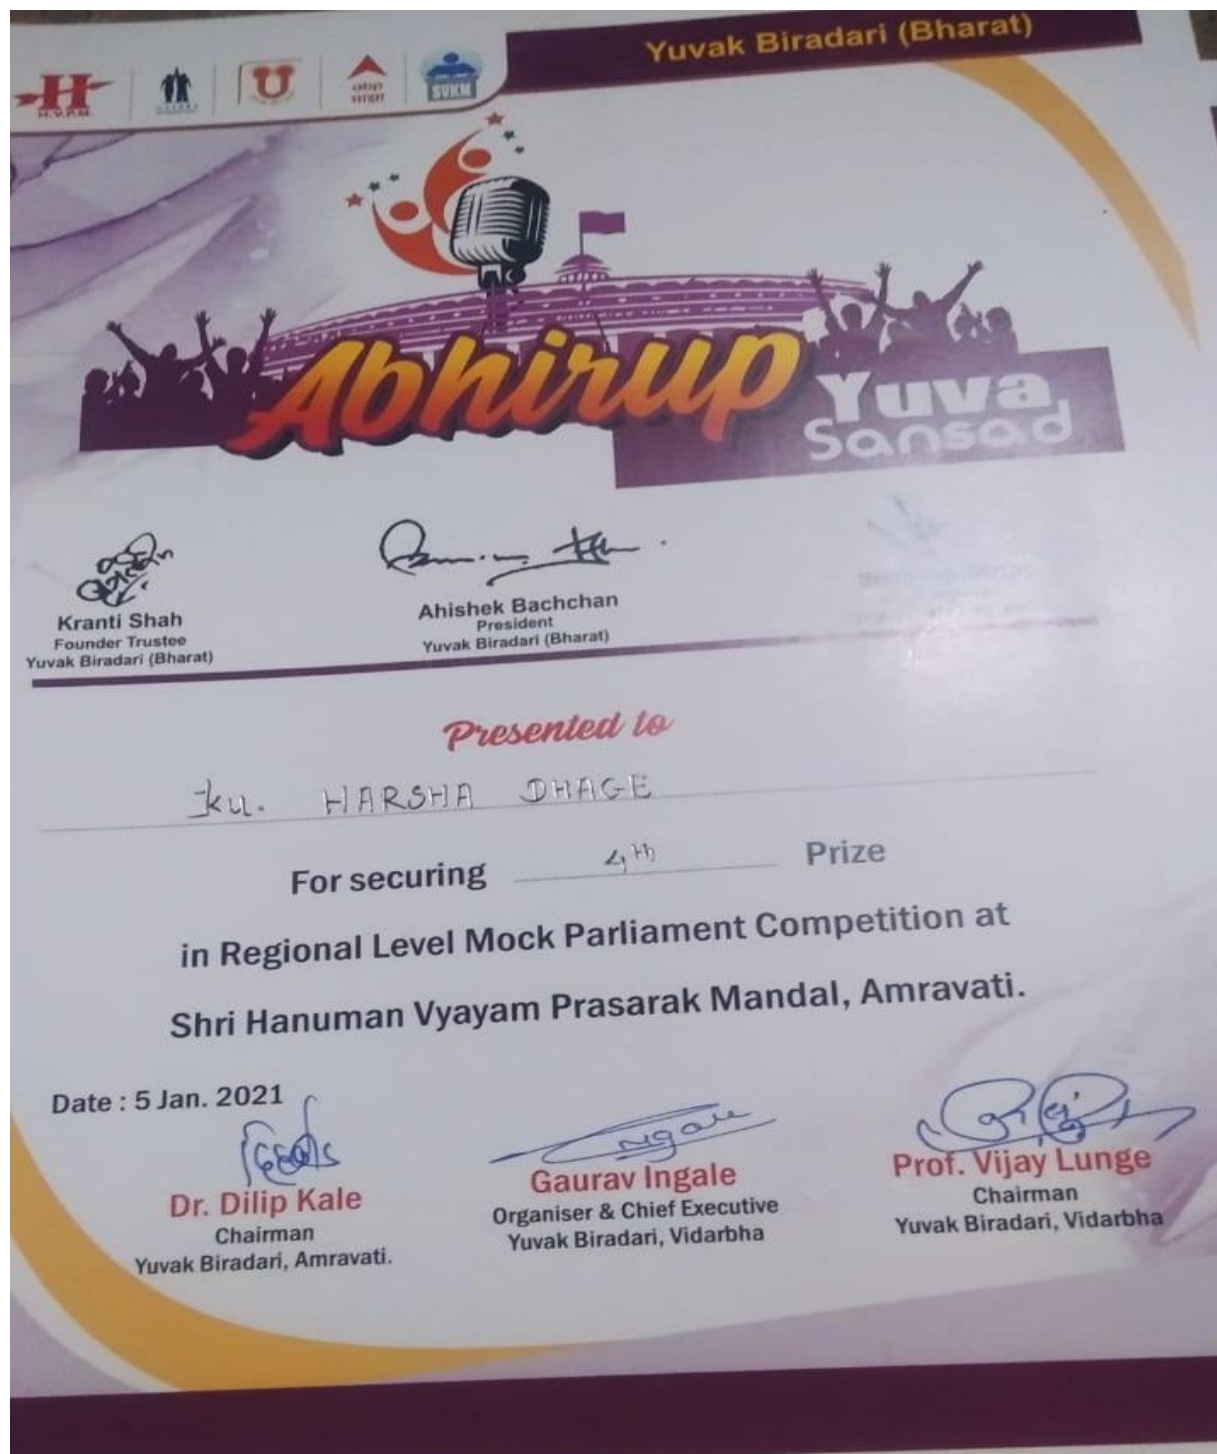 Yuvak Biradari (Bharat)
H.V.P.M.
SVKM
Abhirup
Yuva
Sansad
Kranti Shah
Founder Trustee
Yuvak Biradari (Bharat)
Ahishek Bachchan
President
Yuvak Biradari (Bharat)
Presented to
Ku. HARSHA DHAGE
For securing 4th Prize
in Regional Level Mock Parliament Competition at
Shri Hanuman Vyayam Prasarak Mandal, Amravati.
Date : 5 Jan. 2021
Dr. Dilip Kale
Chairman
Yuvak Biradari, Amravati.
Ingale
Gaurav Ingale
Organiser & Chief Executive
Yuvak Biradari, Vidarbha
Prof. Vijay Lunge
Chairman
Yuvak Biradari, Vidarbha